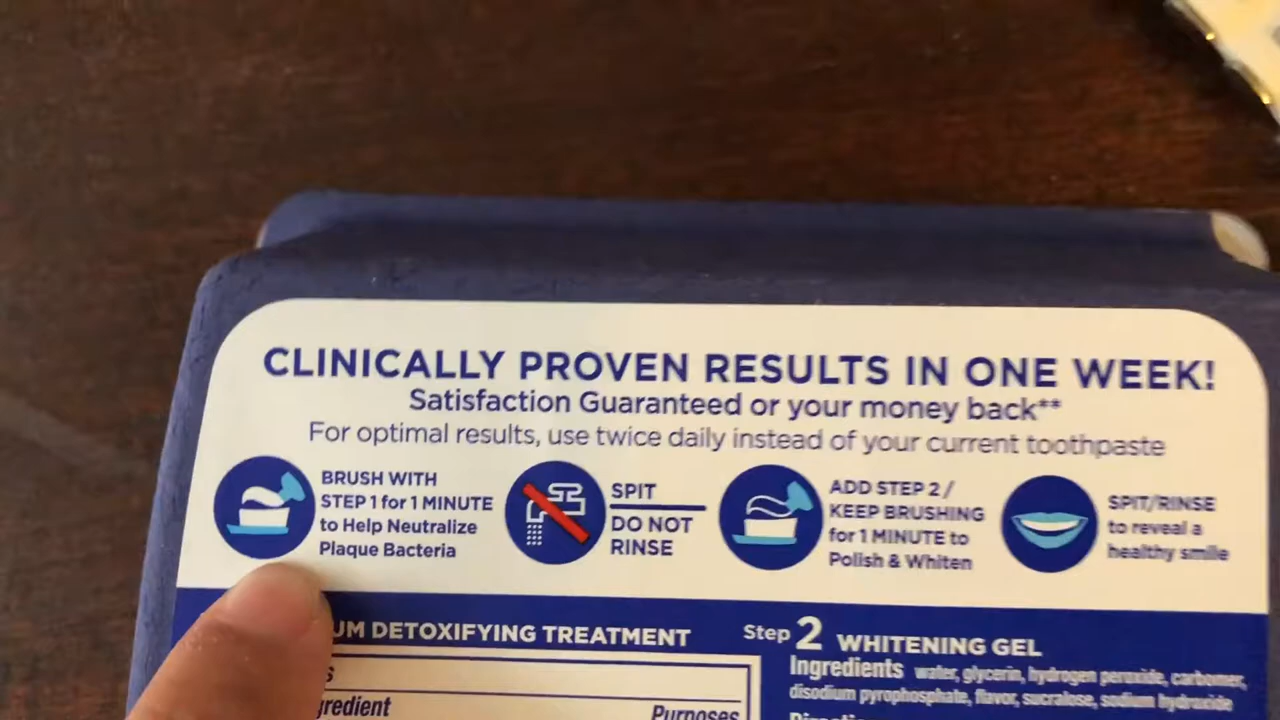 CLINICALLY PROVEN RESULTS IN ONE WEEK!
Satisfaction Guaranteed or your money back**
For optimal results, use twice daily instead of your current toothpaste
BRUSH WITH
STEP 1 for 1 MINUTE
to Help Neutralize
Plaque Bacteria
SPIT
DO NOT
RINSE
ADD STEP 2/
KEEP BRUSHING
for 1 MINUTE to
Polish & Whiten
SPIT/RINSE
to reveal a
healthy smile
DETOXIFYING TREATMENT
Purposes
Step 2 WHITENING GEL
Ingredients water, glycerin, hydrogen peroxide, carbomer,
disodium pyrophosphate, flavor, sucralose, sodium hydroxide